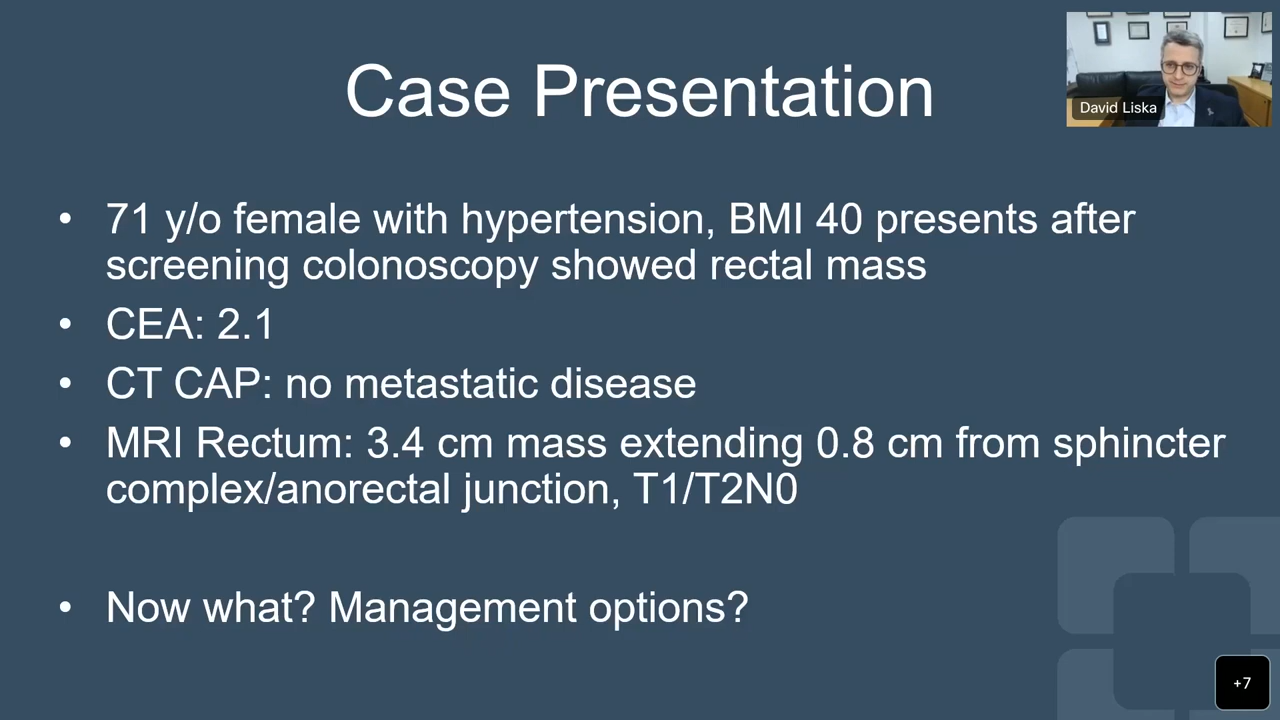 Case Presentation
David Liska
• 71 y/o female with hypertension, BMI 40 presents after
screening colonoscopy showed rectal mass
• CEA: 2.1
• CT CAP: no metastatic disease
• MRI Rectum: 3.4 cm mass extending 0.8 cm from sphincter
complex/anorectal junction, T1/T2N0
• Now what? Management options?
+7